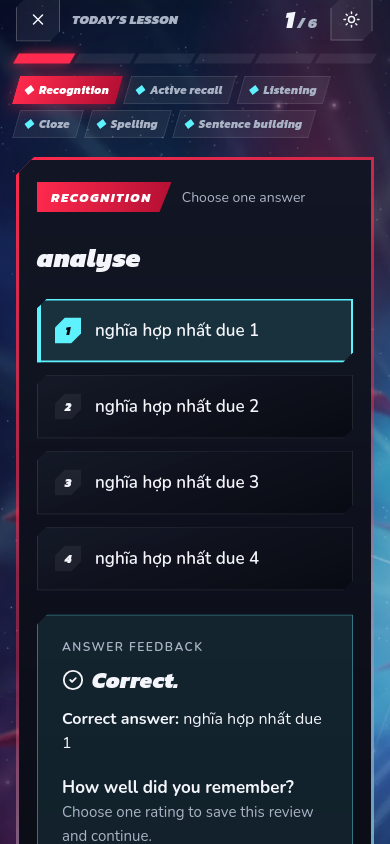 TODAY'S LESSON
1 / 6
Recognition
Active recall
Listening
Cloze
Spelling
Sentence building
RECOGNITION
Choose one answer
analyse
1 nghĩa hợp nhất due 1
2 nghĩa hợp nhất due 2
3 nghĩa hợp nhất due 3
4 nghĩa hợp nhất due 4
ANSWER FEEDBACK
Correct.
Correct answer: nghĩa hợp nhất due
1
How well did you remember?
Choose one rating to save this review
and continue.